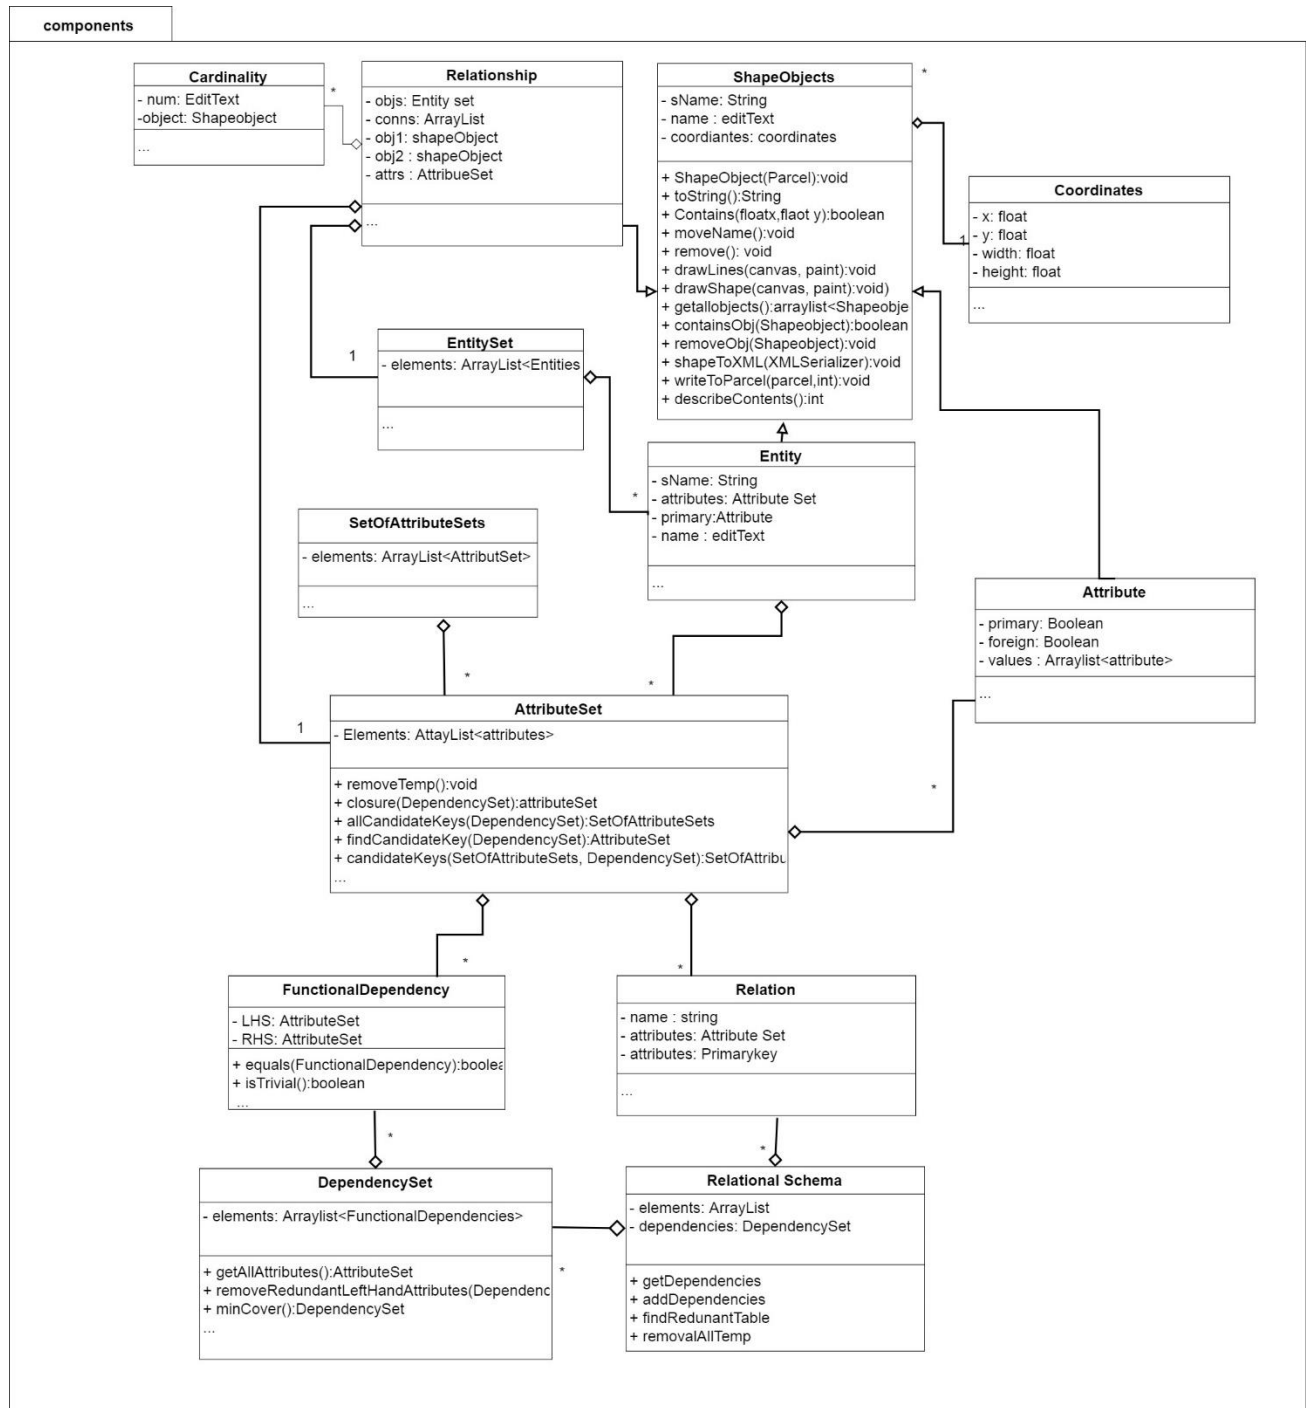 components
Cardinality
- num: EditText
-object: Shapeobject
...
*
Relationship
- objs: Entity set
- conns: ArrayList
- obj1: shapeObject
- obj2 : shapeObject
- attrs : AttribueSet
...
ShapeObjects
- sName: String
- name : editText
- coordiantes: coordinates
+ ShapeObject(Parcel):void
+ toString():String
+ Contains(floatx,flaot y):boolean
+ moveName():void
+ remove(): void
+ drawLines(canvas, paint):void
+ drawShape(canvas, paint):void)
+ getallobjects():arraylist<Shapeobje
+ containsObj(Shapeobject):boolean
+ removeObj(Shapeobject):void
+ shapeToXML(XMLSerializer):void
+ writeToParcel(parcel,int):void
+ describeContents():int
*
1
Coordinates
- x: float
- y: float
- width: float
- height: float
...
EntitySet
- elements: ArrayList<Entities
...
1
*
Entity
- sName: String
- attributes: Attribute Set
- primary:Attribute
- name : editText
...
SetOfAttributeSets
- elements: ArrayList<AttributSet>
...
*
*
Attribute
- primary: Boolean
- foreign: Boolean
- values : Arraylist<attribute>
...
*
1
AttributeSet
- Elements: AttayList<attributes>
+ removeTemp():void
+ closure(DependencySet):attributeSet
+ allCandidateKeys(DependencySet):SetOfAttributeSets
+ findCandidateKey(DependencySet):AttributeSet
+ candidateKeys(SetOfAttributeSets, DependencySet):SetOfAttribu
...
*
*
FunctionalDependency
- LHS: AttributeSet
- RHS: AttributeSet
+ equals(FunctionalDependency):boolea
+ isTrivial():boolean
...
Relation
- name : string
- attributes: Attribute Set
- attributes: Primarykey
...
*
*
DependencySet
- elements: Arraylist<FunctionalDependencies>
+ getAllAttributes():AttributeSet
+ removeRedundantLeftHandAttributes(Dependenc
+ minCover():DependencySet
...
*
Relational Schema
- elements: ArrayList
- dependencies: DependencySet
+ getDependencies
+ addDependencies
+ findRedunantTable
+ removalAllTemp